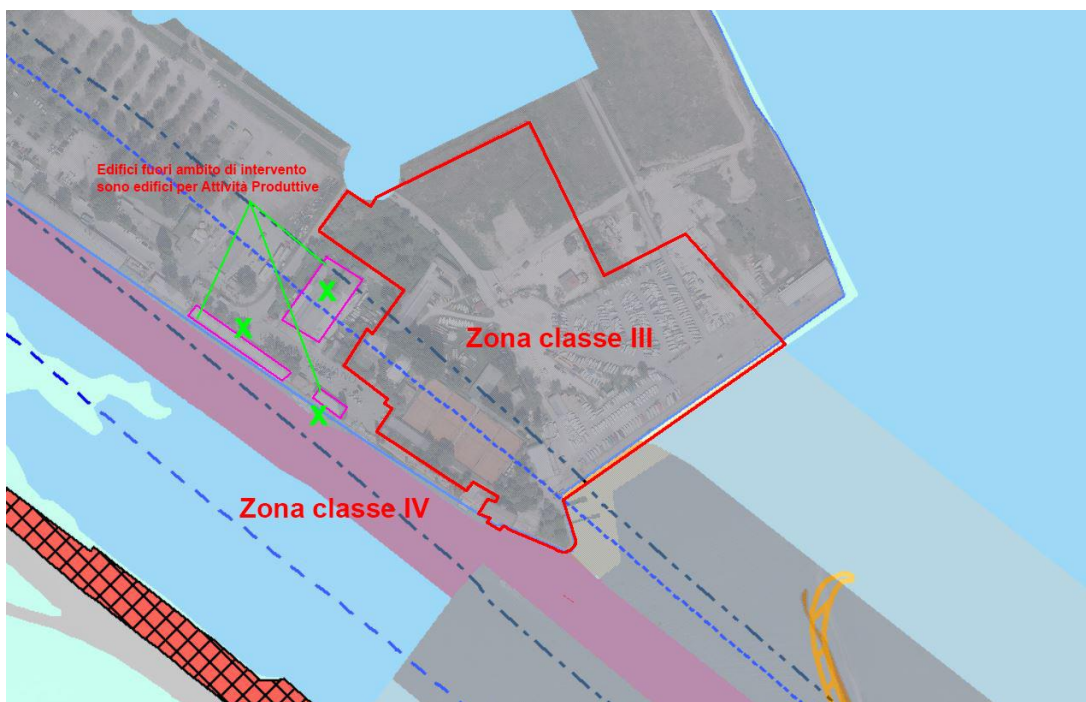 Edifici fuori ambito di intervento
sono edifici per Attività Produttive
Zona classe III
Zona classe IV